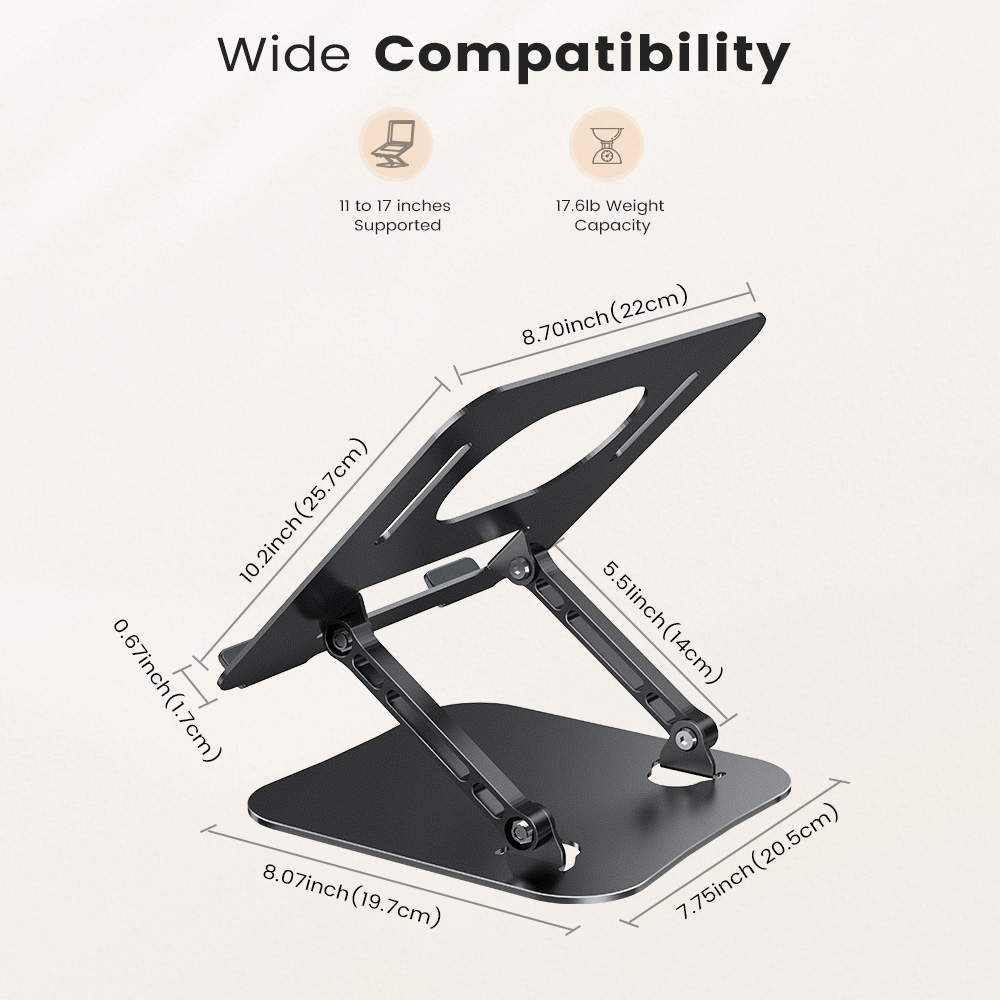 Wide Compatibility
11 to 17 inches
Supported
17.6lb Weight
Capacity
8.70inch(22cm)
10.2inch(25.7cm)
5.51inch(14cm)
0.67inch(1.7cm)
8.07inch(19.7cm)
7.75inch(20.5cm)